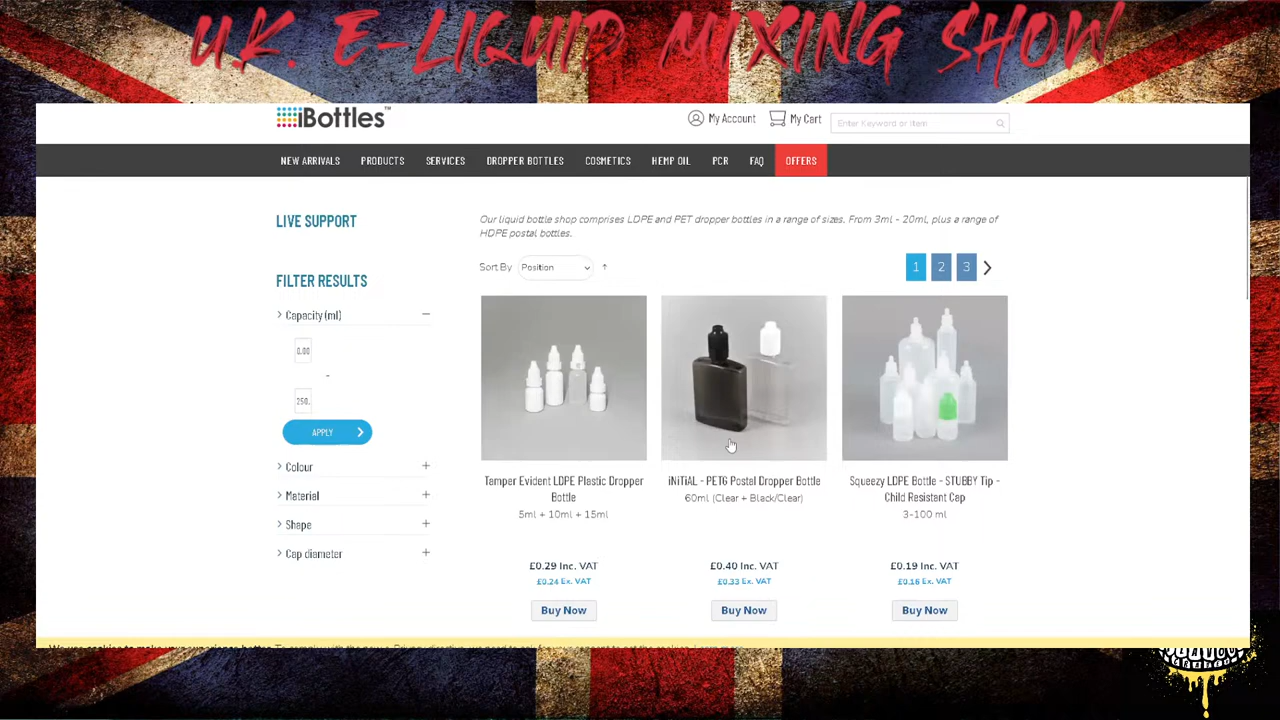 U.K. E-LIQUID MIXING SHOW
iBottles™
My Account
My Cart
Enter Keyword or Item
NEW ARRIVALS PRODUCTS SERVICES DROPPER BOTTLES COSMETICS HEMP OIL PCR FAQ OFFERS
LIVE SUPPORT
Our liquid bottle shop comprises LDPE and PET dropper bottles in a range of sizes. From 3ml - 20ml, plus a range of
HDPE postal bottles.
Sort By Position
1 2 3
FILTER RESULTS
Capacity (ml)
0.00
-
250.
APPLY
Colour
Material
Shape
Cap diameter
Tamper Evident LDPE Plastic Dropper
Bottle
5ml + 10ml + 15ml
£0.29 Inc. VAT
£0.24 Ex. VAT
Buy Now
iNiTiAL - PETG Postal Dropper Bottle
60ml (Clear + Black/Clear)
£0.40 Inc. VAT
£0.33 Ex. VAT
Buy Now
Squeezy LDPE Bottle - STUBBY Tip -
Child Resistant Cap
3-100 ml
£0.19 Inc. VAT
£0.16 Ex. VAT
Buy Now